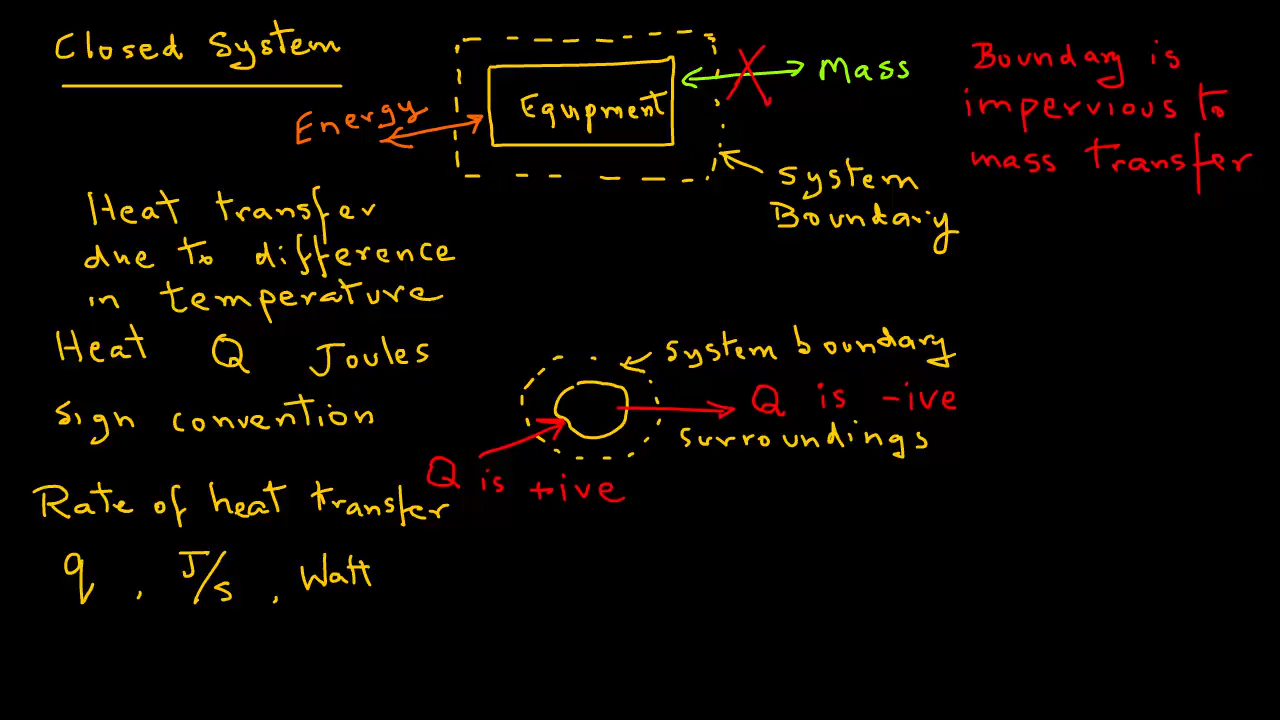 Closed System
Energy
Equpment
Mass
Boundary is
impervious to
mass transfer
System
Boundary
Heat transfer
due to difference
in temperature
Heat Q Joules
system boundary
Q is -ive
surroundings
Sign convention
Q is +ive
Rate of heat transfer
q, J/s, Watt